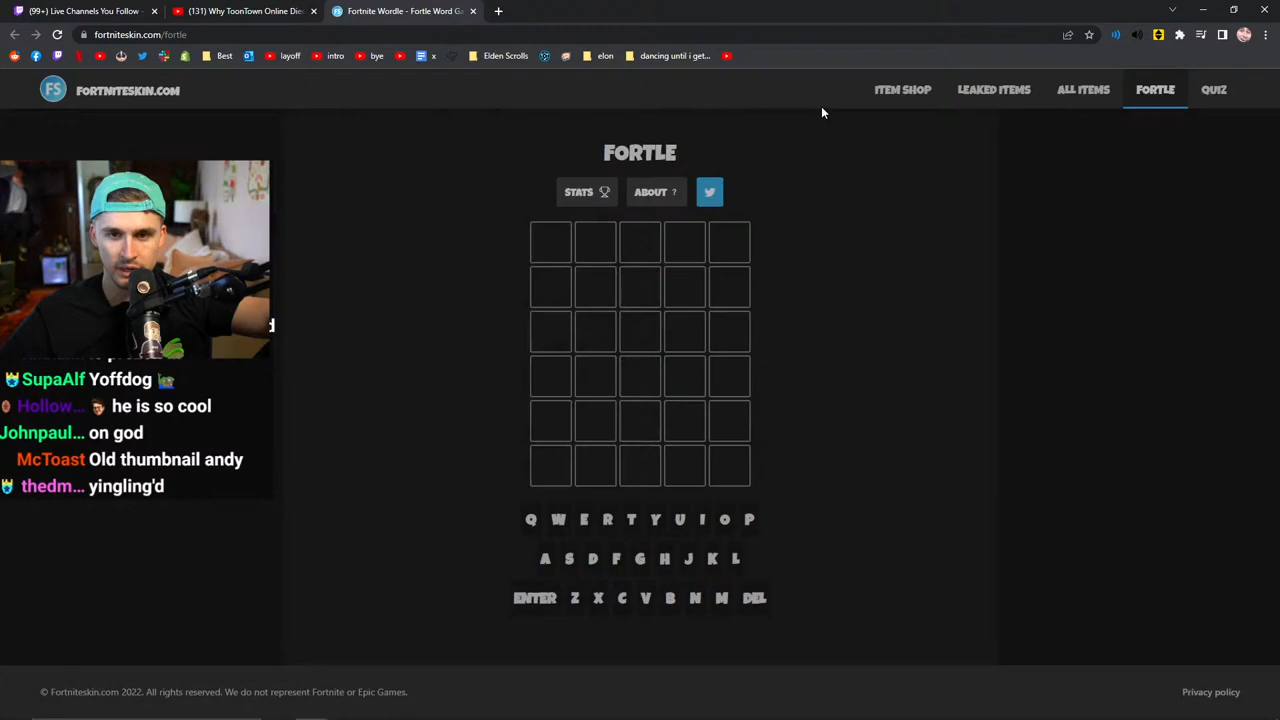 (99+) Live Channels You Follow -
(131) Why ToonTown Online Die
Fortnite Wordle - Fortle Word Ga
fortniteskin.com/fortle
Best
layoff
intro
bye
x
Elden Scrolls
elon
dancing until i get...
FS
FORTNITESKIN.COM
ITEM SHOP
LEAKED ITEMS
ALL ITEMS
FORTLE
QUIZ
FORTLE
STATS
ABOUT ?
SupaAlf Yoffdog
Hollow... he is so cool
Johnpaul... on god
McToast Old thumbnail andy
thedm... yingling'd
Q W E R T Y U I O P
A S D F G H J K L
ENTER Z X C V B N M DEL
© Fortniteskin.com 2022. All rights reserved. We do not represent Fortnite or Epic Games.
Privacy policy